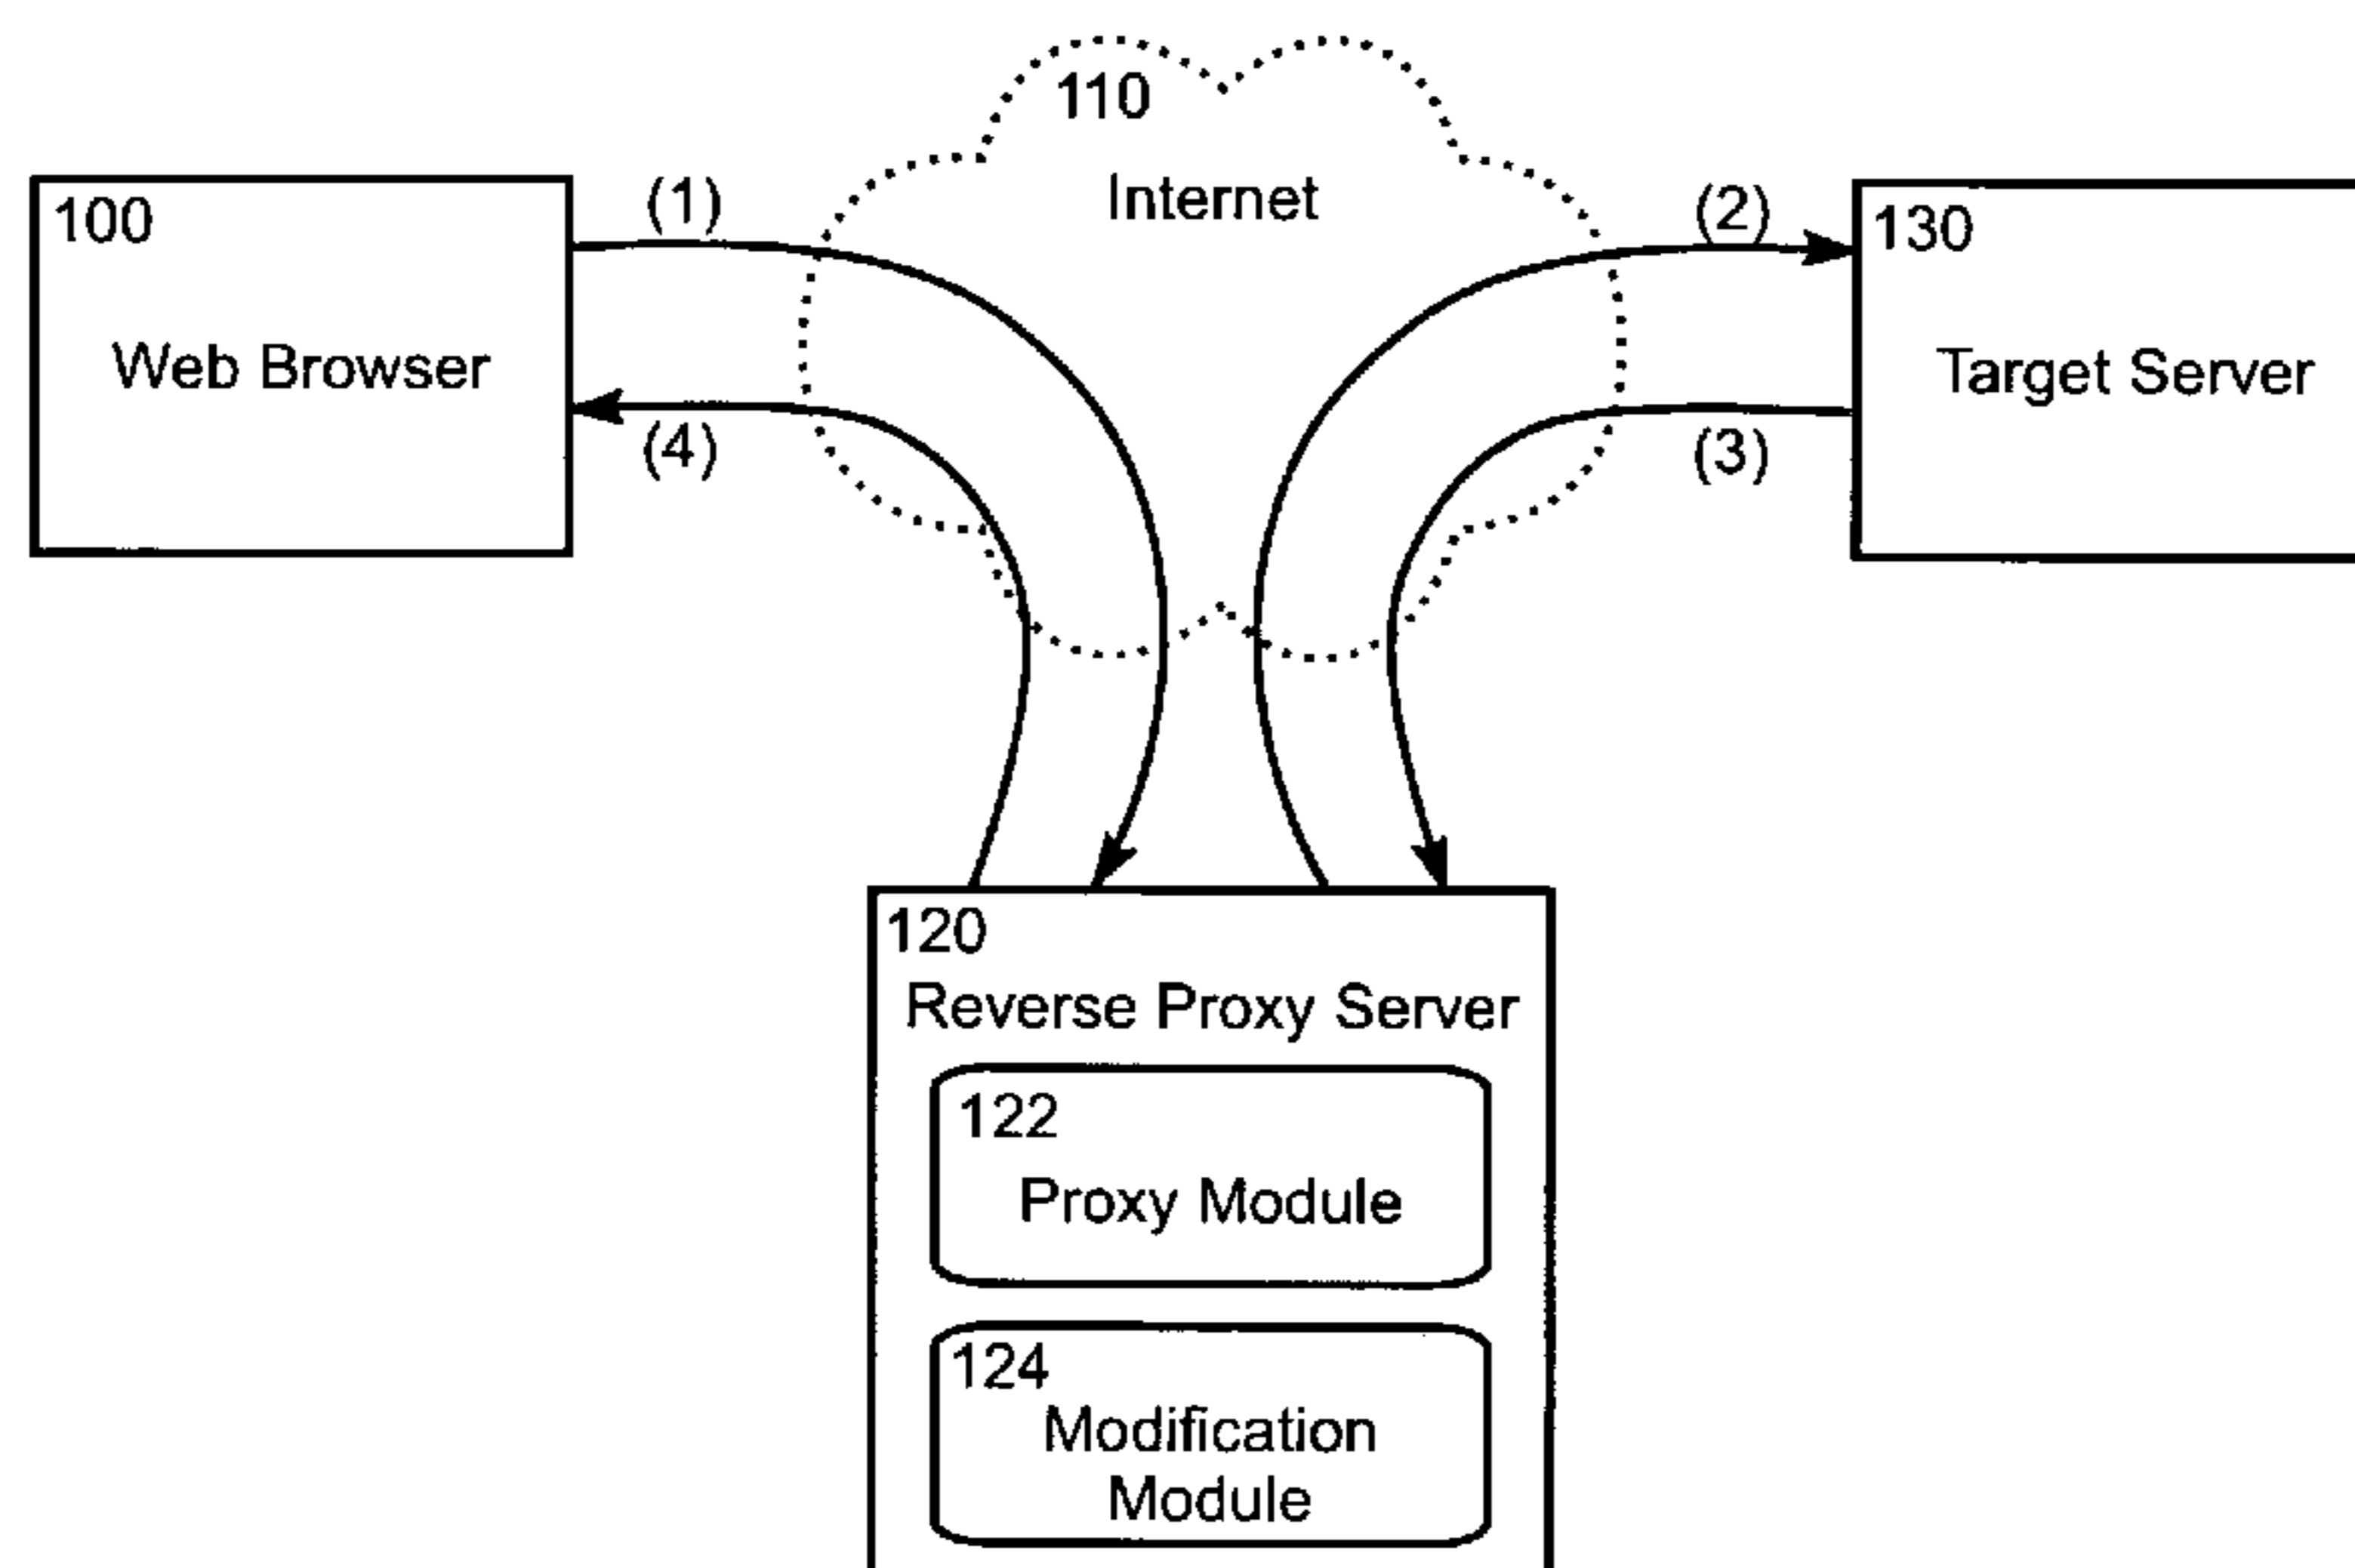 110
Internet
100
Web Browser
(1)
(4)
(2)
(3)
130
Target Server
120
Reverse Proxy Server
122
Proxy Module
124
Modification
Module